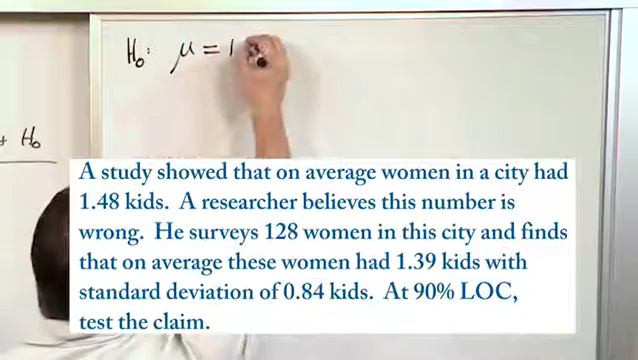 H₀: μ = 1
+ H₀
A study showed that on average women in a city had
1.48 kids. A researcher believes this number is
wrong. He surveys 128 women in this city and finds
that on average these women had 1.39 kids with
standard deviation of 0.84 kids. At 90% LOC,
test the claim.